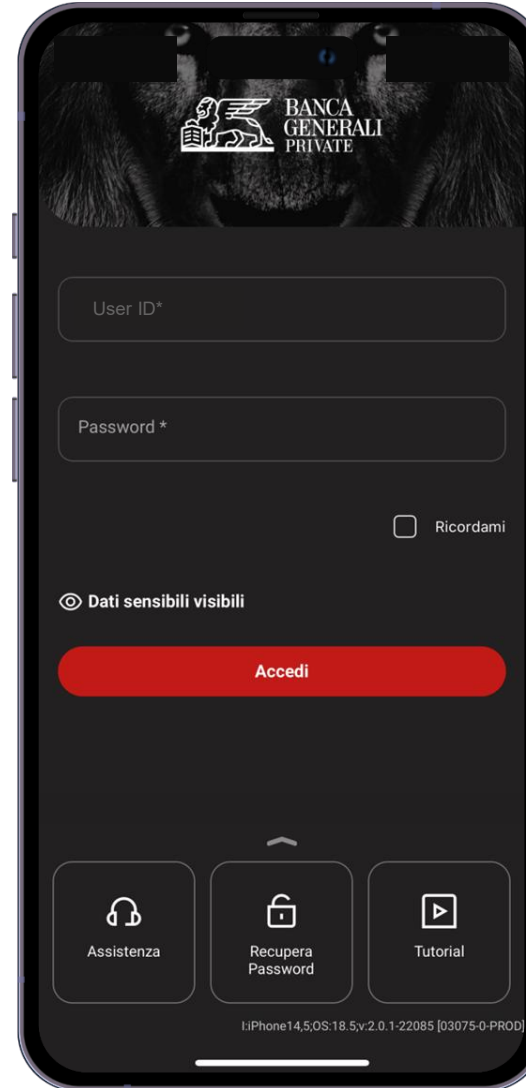 BANCA
GENERALI
PRIVATE
User ID*
Password *
Ricordami
Dati sensibili visibili
Accedi
Assistenza
Recupera
Password
Tutorial
I:iPhone14,5;OS:18.5;v:2.0.1-22085 [03075-0-PROD]